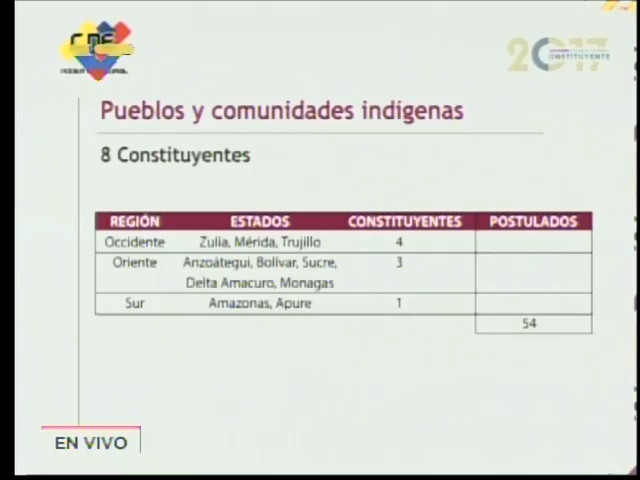 CNE
2017
CONSTITUYENTE
Pueblos y comunidades indígenas
8 Constituyentes
REGIÓN ESTADOS CONSTITUYENTES POSTULADOS
Occidente Zulia, Mérida, Trujillo 4
Oriente Anzoátegui, Bolívar, Sucre, 3
Delta Amacuro, Monagas
Sur Amazonas, Apure 1
54
EN VIVO